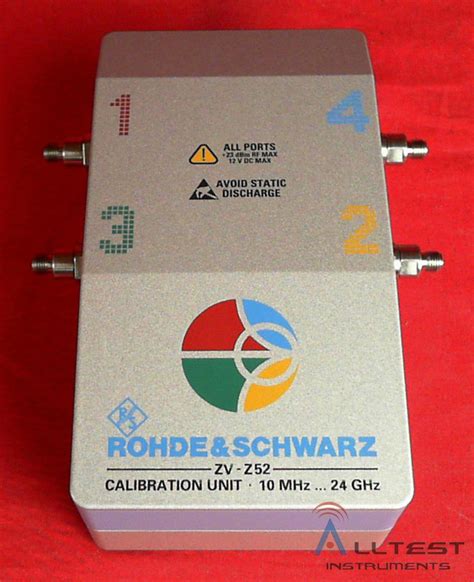 1
4
ALL PORTS
+23 dBm RF MAX
12 V DC MAX
AVOID STATIC
DISCHARGE
3
2
R&S
ROHDE&SCHWARZ
ZV - Z52
CALIBRATION UNIT · 10 MHz ... 24 GHz
ALLTEST
INSTRUMENTS